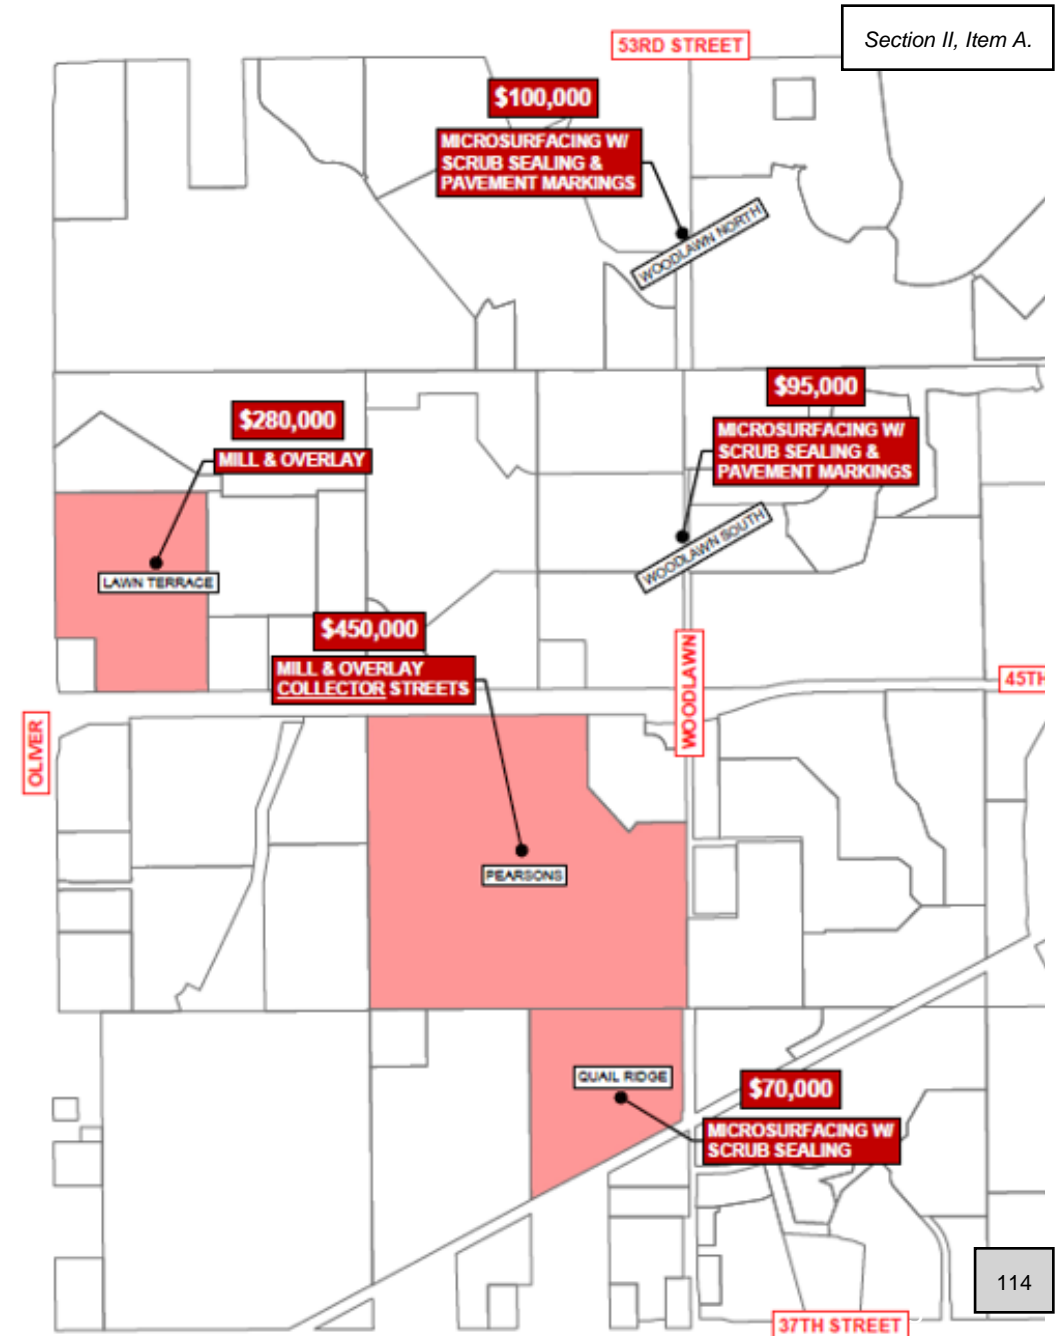 Section II, Item A.
53RD STREET
$100,000
MICROSURFACING W/
SCRUB SEALING &
PAVEMENT MARKINGS
WOODLAWN NORTH
$95,000
MICROSURFACING W/
SCRUB SEALING &
PAVEMENT MARKINGS
WOODLAWN SOUTH
$280,000
MILL & OVERLAY
LAWN TERRACE
$450,000
MILL & OVERLAY
COLLECTOR STREETS
WOODLAWN
45TH
OLIVER
PEARSONS
QUAIL RIDGE
$70,000
MICROSURFACING W/
SCRUB SEALING
114
37TH STREET